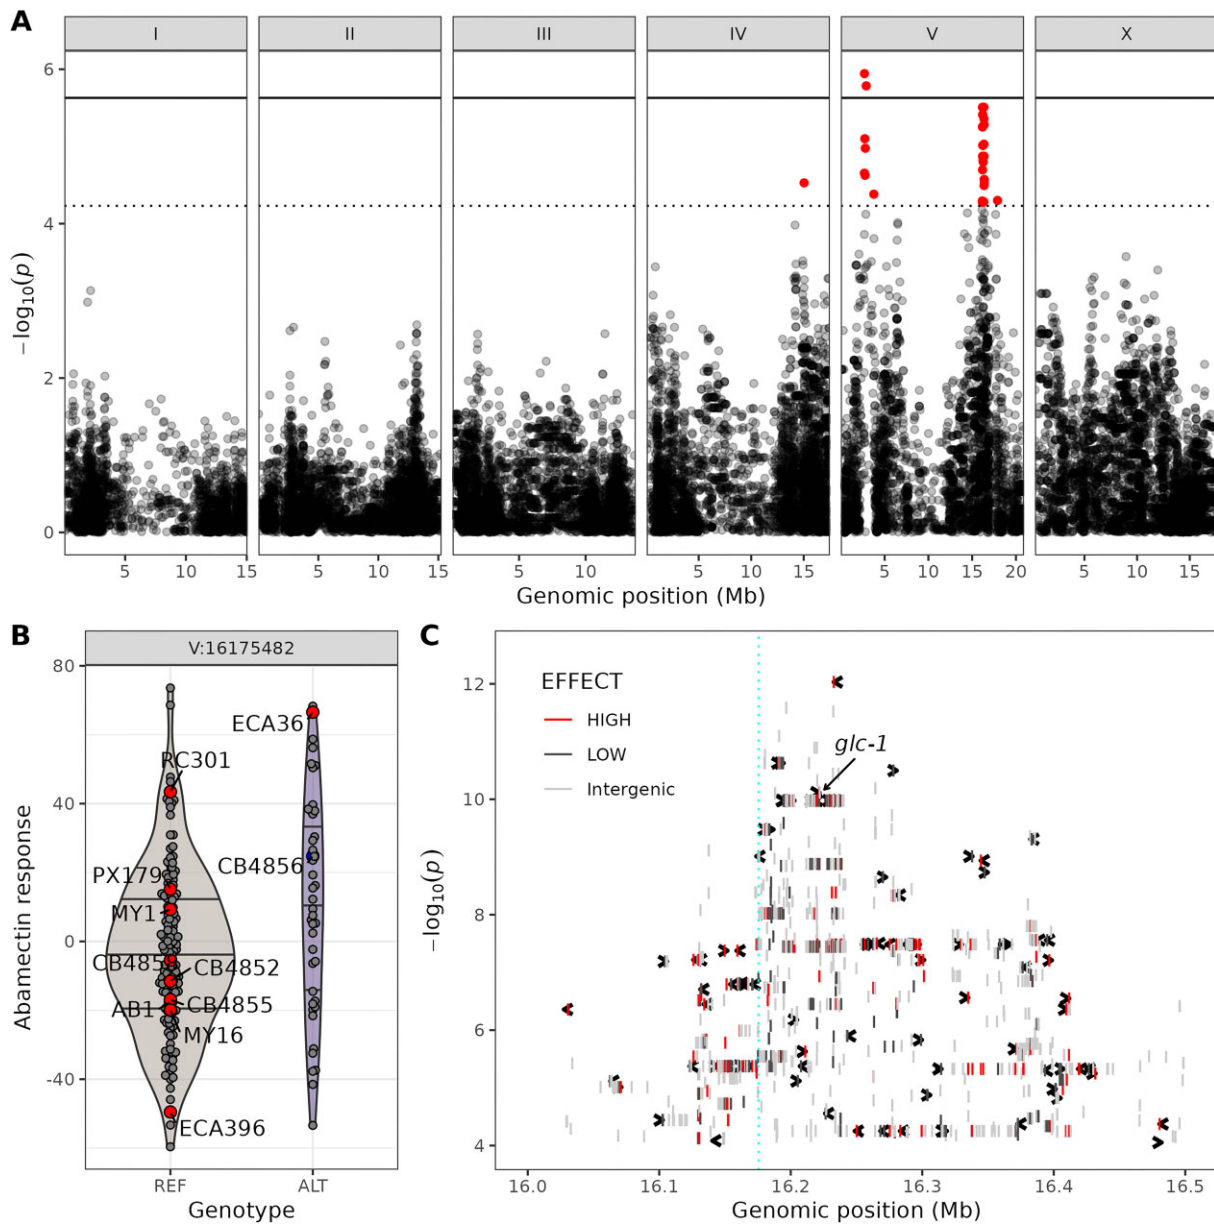 A
I II III IV V X
6
4
2
0
−log10(p)
5 10 15 5 10 15 5 10 5 10 15 5 10 15 20 5 10 15
Genomic position (Mb)
B
V:16175482
80
40
0
-40
Abamectin response
ECA36
RC301
CB4856
PX179
MY1
CB4852
CB4855
AB1
MY16
ECA396
REF ALT
Genotype
C
EFFECT
HIGH
LOW
Intergenic
glc-1
12
10
8
6
4
−log10(p)
16.0 16.1 16.2 16.3 16.4 16.5
Genomic position (Mb)